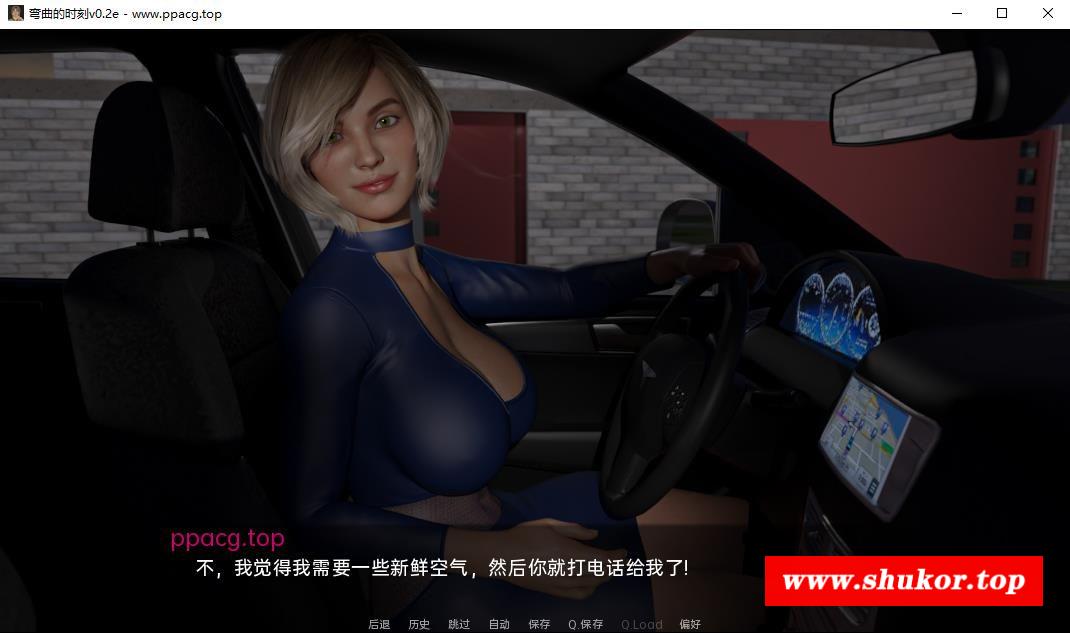 弯曲的时刻v0.2e - www.ppacg.top
ppacg.top
不，我觉得我需要一些新鲜空气，然后你就打电话给我了!
www.shukor.top
后退 历史 跳过 自动 保存 Q.保存 Q.Load 偏好